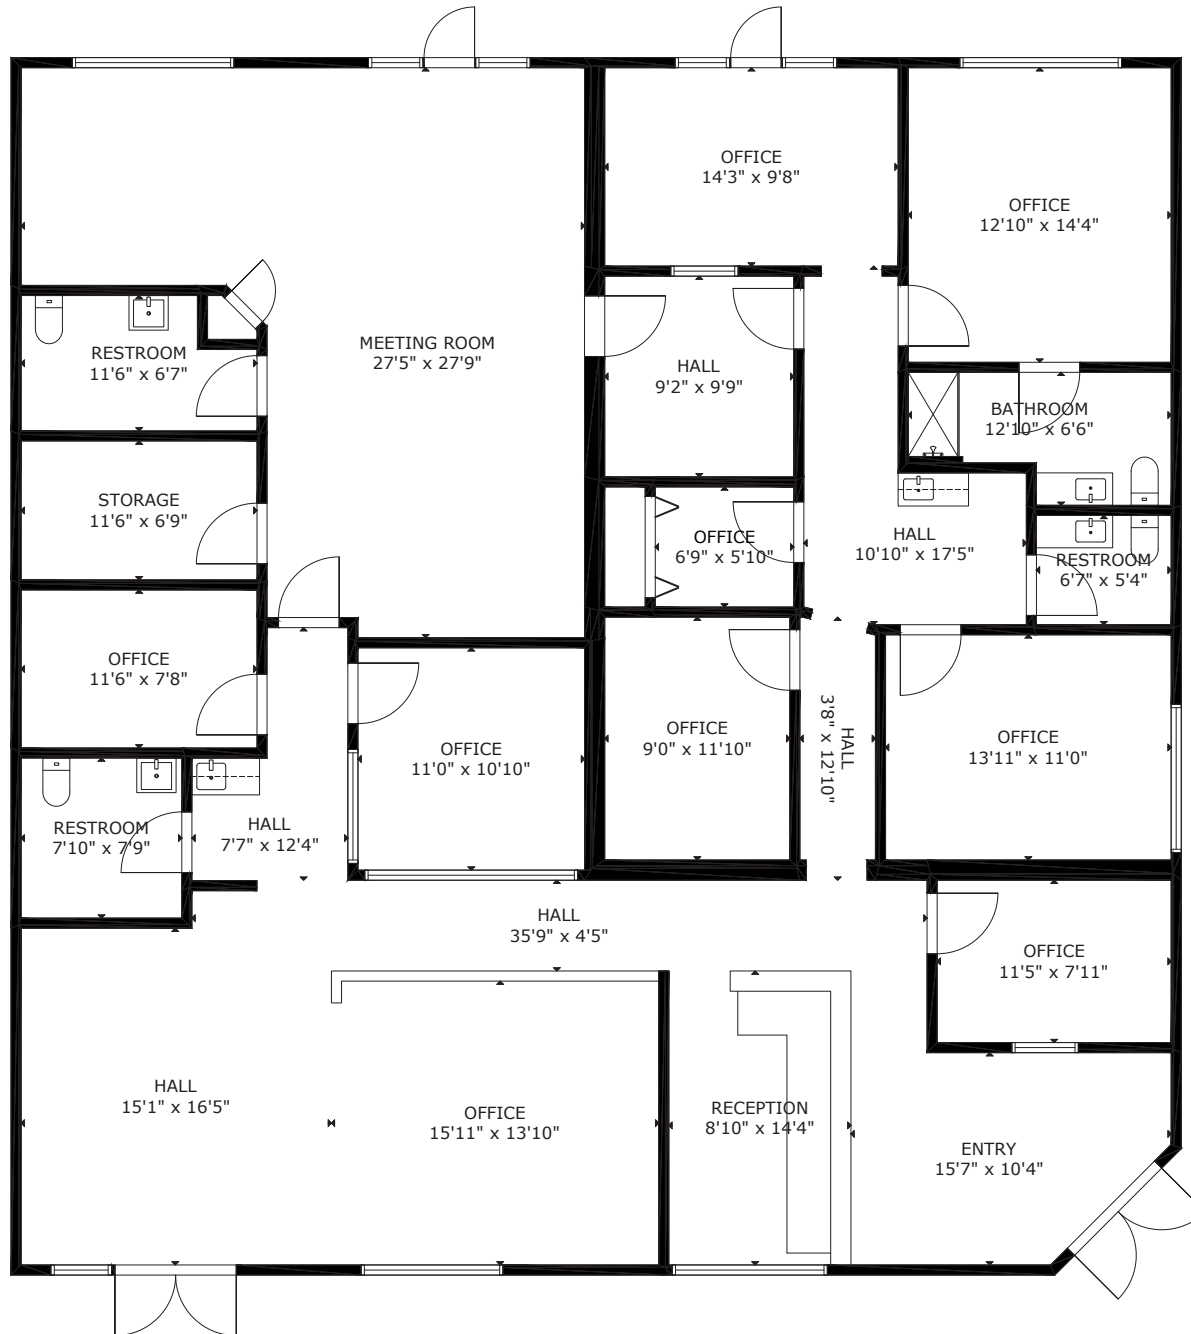 OFFICE
14'3" x 9'8"
OFFICE
12'10" x 14'4"
MEETING ROOM
27'5" x 27'9"
RESTROOM
11'6" x 6'7"
HALL
9'2" x 9'9"
BATHROOM
12'10" x 6'6"
STORAGE
11'6" x 6'9"
OFFICE
6'9" x 5'10"
HALL
10'10" x 17'5"
RESTROOM
6'7" x 5'4"
OFFICE
11'6" x 7'8"
OFFICE
11'0" x 10'10"
OFFICE
9'0" x 11'10"
HALL
3'8" x 12'10"
OFFICE
13'11" x 11'0"
RESTROOM
7'10" x 7'9"
HALL
7'7" x 12'4"
HALL
35'9" x 4'5"
OFFICE
11'5" x 7'11"
HALL
15'1" x 16'5"
OFFICE
15'11" x 13'10"
RECEPTION
8'10" x 14'4"
ENTRY
15'7" x 10'4"